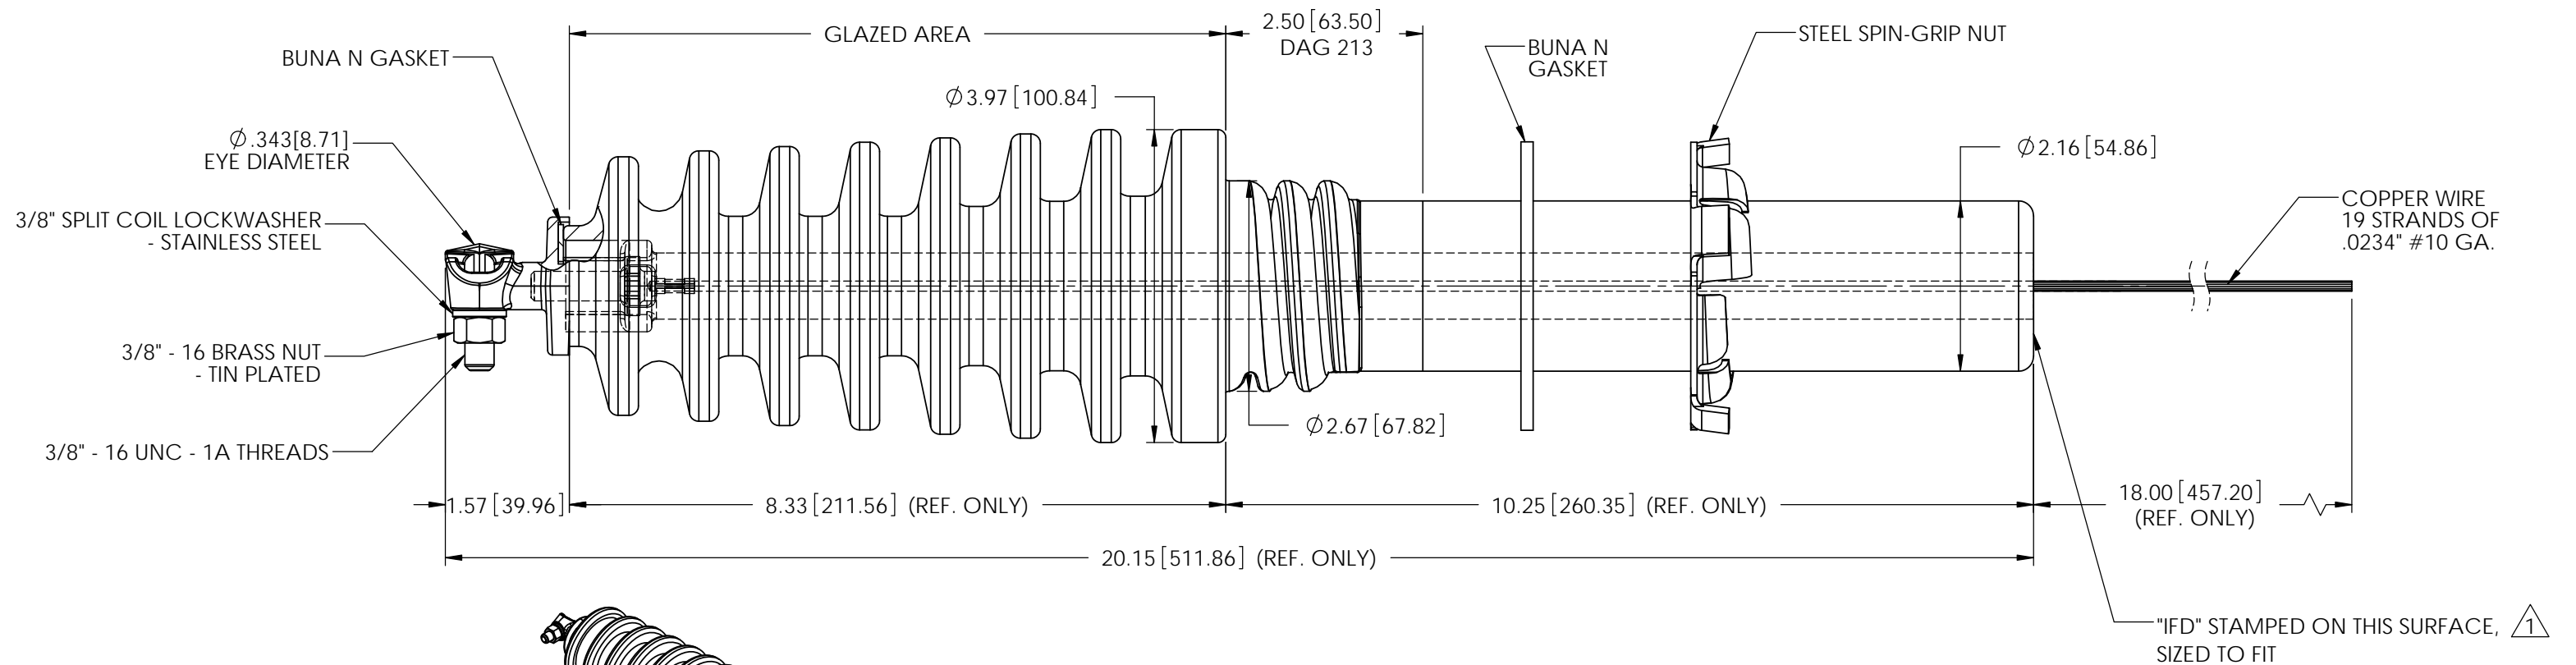 GLAZED AREA
2.50 [63.50]
DAG 213
BUNA N
GASKET
STEEL SPIN-GRIP NUT
BUNA N GASKET
Ø3.97 [100.84]
Ø.343[8.71]
EYE DIAMETER
Ø2.16 [54.86]
3/8" SPLIT COIL LOCKWASHER
- STAINLESS STEEL
COPPER WIRE
19 STRANDS OF
.0234" #10 GA.
3/8" - 16 BRASS NUT
- TIN PLATED
Ø2.67 [67.82]
3/8" - 16 UNC - 1A THREADS
1.57 [39.96]
8.33 [211.56] (REF. ONLY)
10.25 [260.35] (REF. ONLY)
18.00 [457.20]
(REF. ONLY)
20.15 [511.86] (REF. ONLY)
"IFD" STAMPED ON THIS SURFACE, 1
SIZED TO FIT